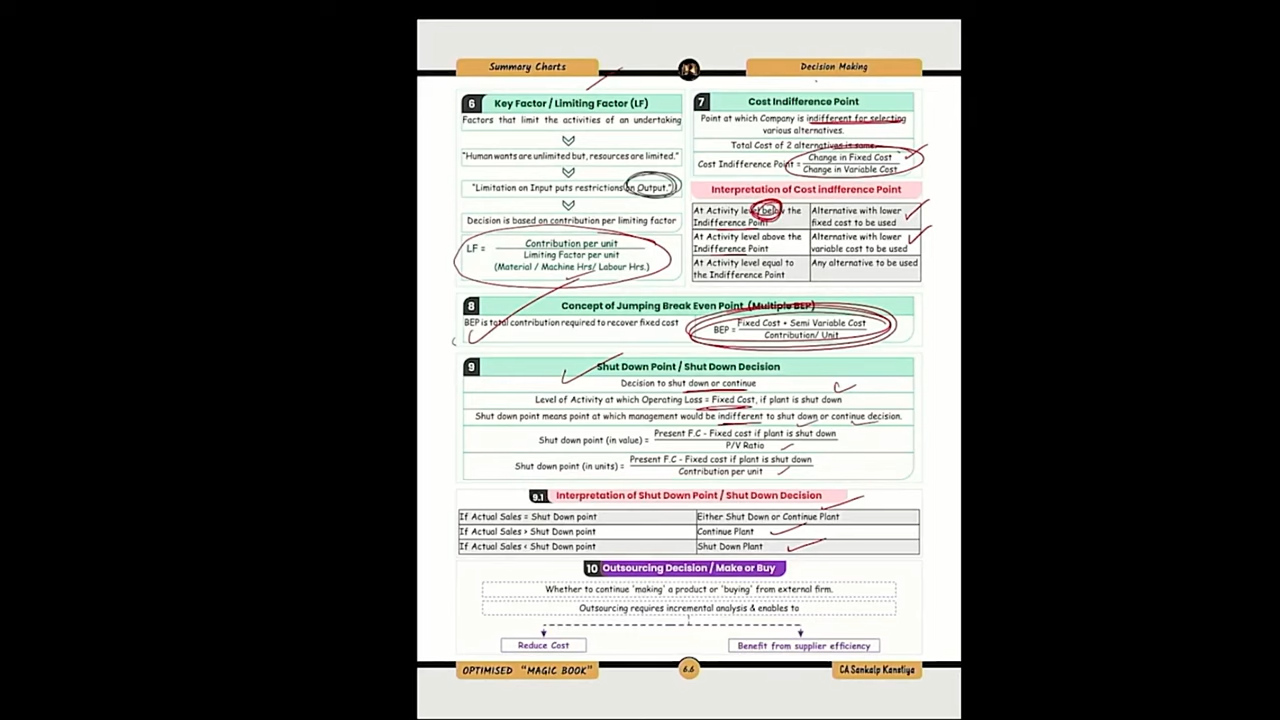 Summary Charts
Decision Making
6 Key Factor / Limiting Factor (LF)
Factors that limit the activities of an undertaking
"Human wants are unlimited but, resources are limited."
"Limitation on Input puts restrictions on Output."
Decision is based on contribution per limiting factor
LF = Contribution per unit
Limiting Factor per unit
(Material / Machine Hrs/ Labour Hrs.)
7 Cost Indifference Point
Point at which Company is indifferent for selecting
various alternatives.
Total Cost of 2 alternatives is same.
Cost Indifference Point = Change in Fixed Cost
Change in Variable Cost
Interpretation of Cost indfference Point
At Activity level below the Alternative with lower
Indifference Point fixed cost to be used
At Activity level above the Alternative with lower
Indifference Point variable cost to be used
At Activity level equal to Any alternative to be used
the Indifference Point
8 Concept of Jumping Break Even Point (Multiple BEP)
BEP is total contribution required to recover fixed cost
BEP = Fixed Cost + Semi Variable Cost
Contribution/ Unit
9 Shut Down Point / Shut Down Decision
Decision to shut down or continue
Level of Activity at which Operating Loss = Fixed Cost, if plant is shut down
Shut down point means point at which management would be indifferent to shut down or continue decision.
Shut down point (in value) = Present F.C - Fixed cost if plant is shut down
P/V Ratio
Shut down point (in units) = Present F.C - Fixed cost if plant is shut down
Contribution per unit
9.1 Interpretation of Shut Down Point / Shut Down Decision
If Actual Sales = Shut Down point Either Shut Down or Continue Plant
If Actual Sales > Shut Down point Continue Plant
If Actual Sales < Shut Down point Shut Down Plant
10 Outsourcing Decision / Make or Buy
Whether to continue 'making' a product or 'buying' from external firm.
Outsourcing requires incremental analysis & enables to
Reduce Cost
Benefit from supplier efficiency
OPTIMISED "MAGIC BOOK"
6.6
CA Sankalp Kanstiya